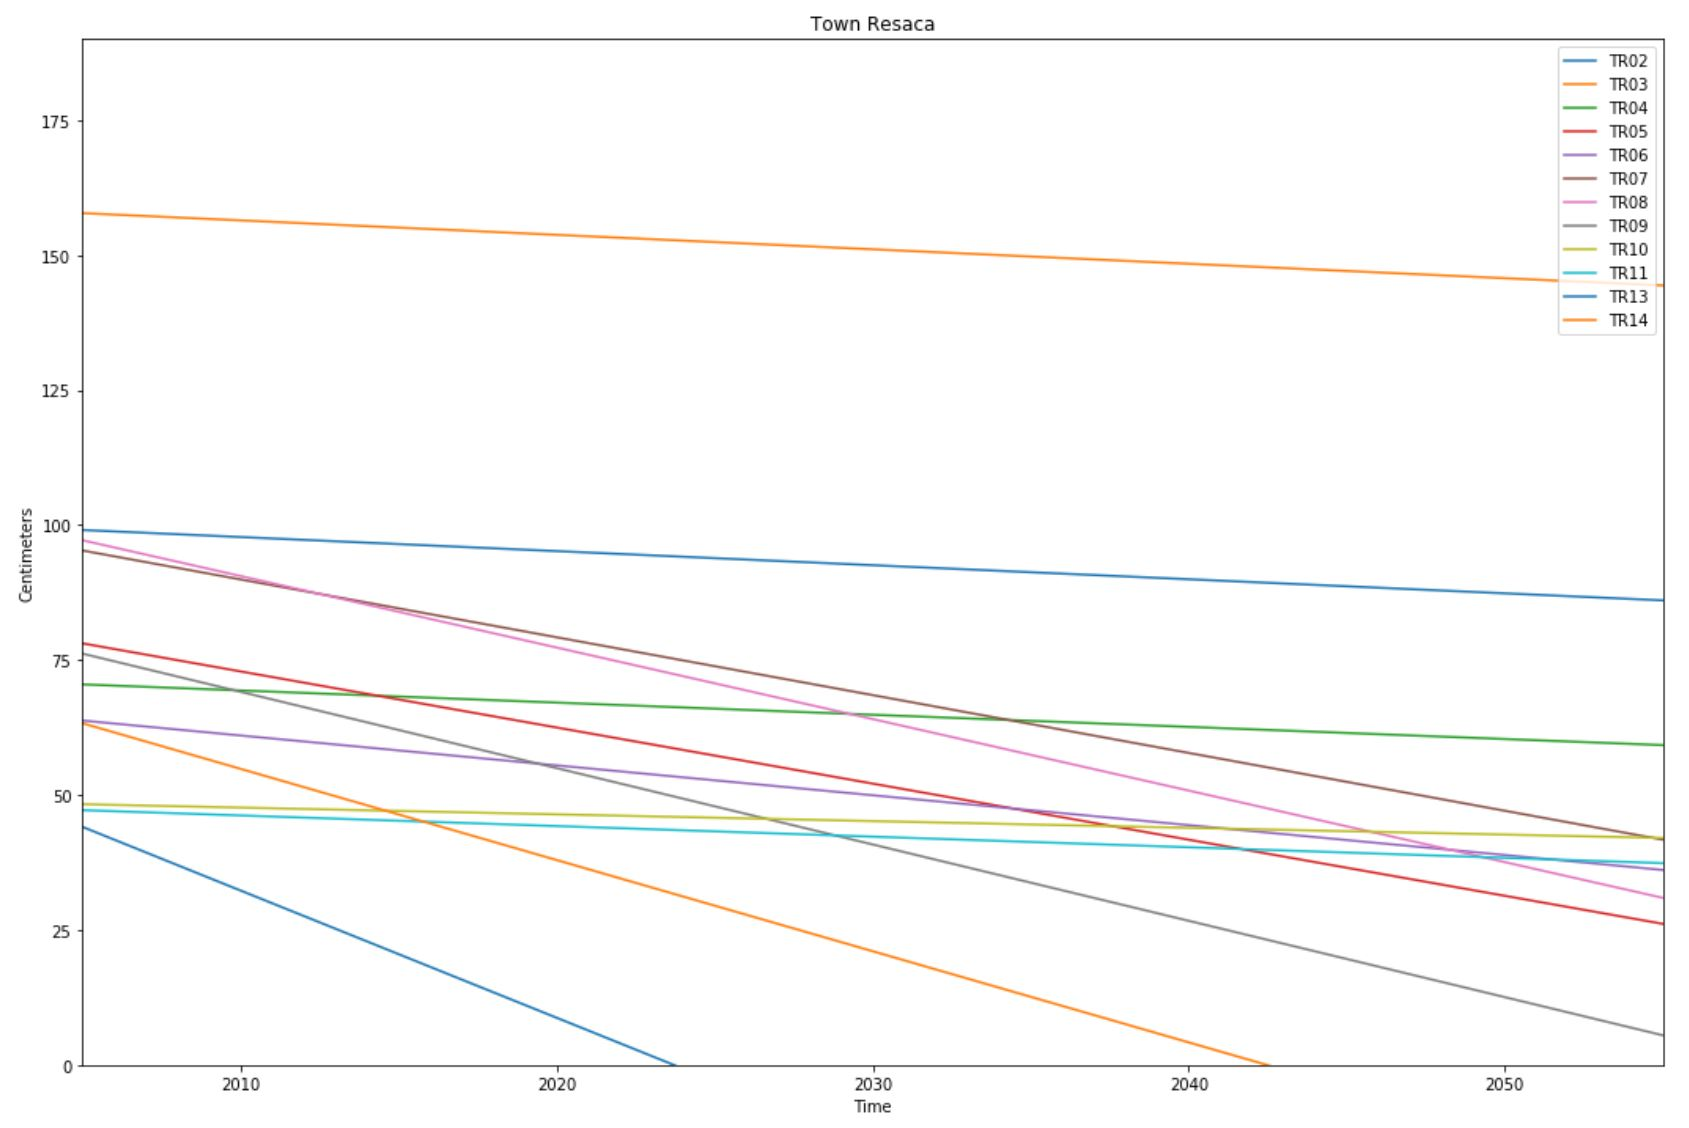 Town Resaca
TR02
TR03
TR04
TR05
TR06
TR07
TR08
TR09
TR10
TR11
TR13
TR14
175
150
125
100
75
50
25
0
Centimeters
2010 2020 2030 2040 2050
Time